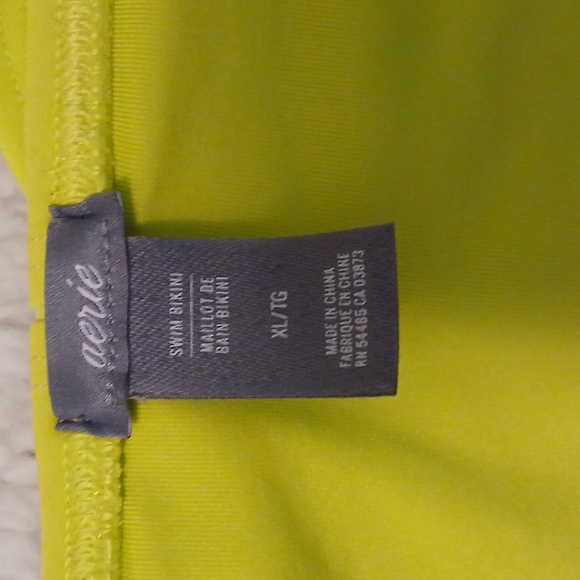 aerie
SWIM BIKINI
MAILLOT DE
BAIN BIKINI
XL/TG
MADE IN CHINA
FABRIQUÉ EN CHINE
RN 54485 CA 03873